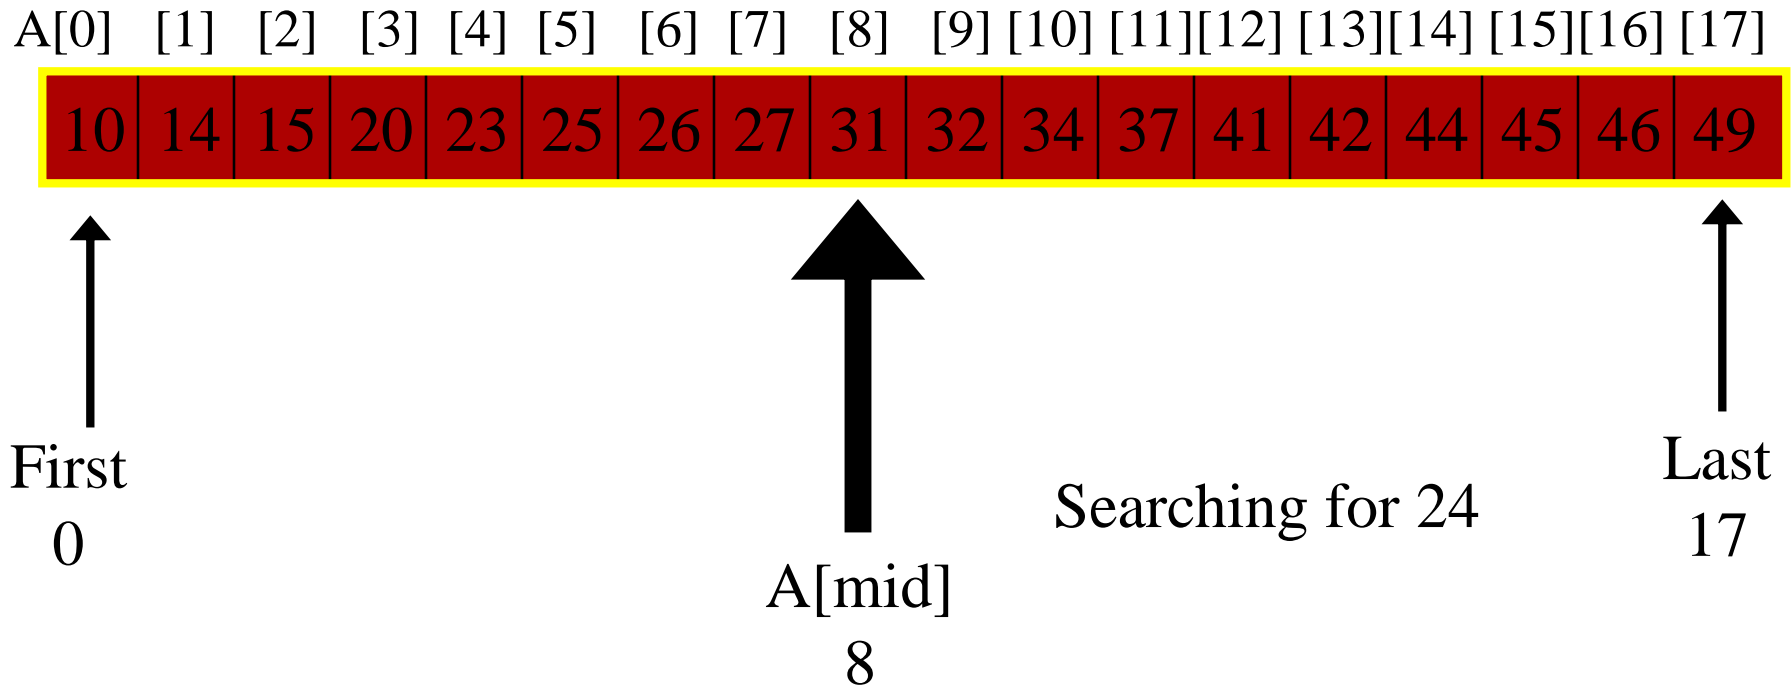 A[0] [1] [2] [3] [4] [5] [6] [7] [8] [9] [10] [11] [12] [13] [14] [15] [16] [17]
10 14 15 20 23 25 26 27 31 32 34 37 41 42 44 45 46 49
First
0
Searching for 24
Last
17
A[mid]
8